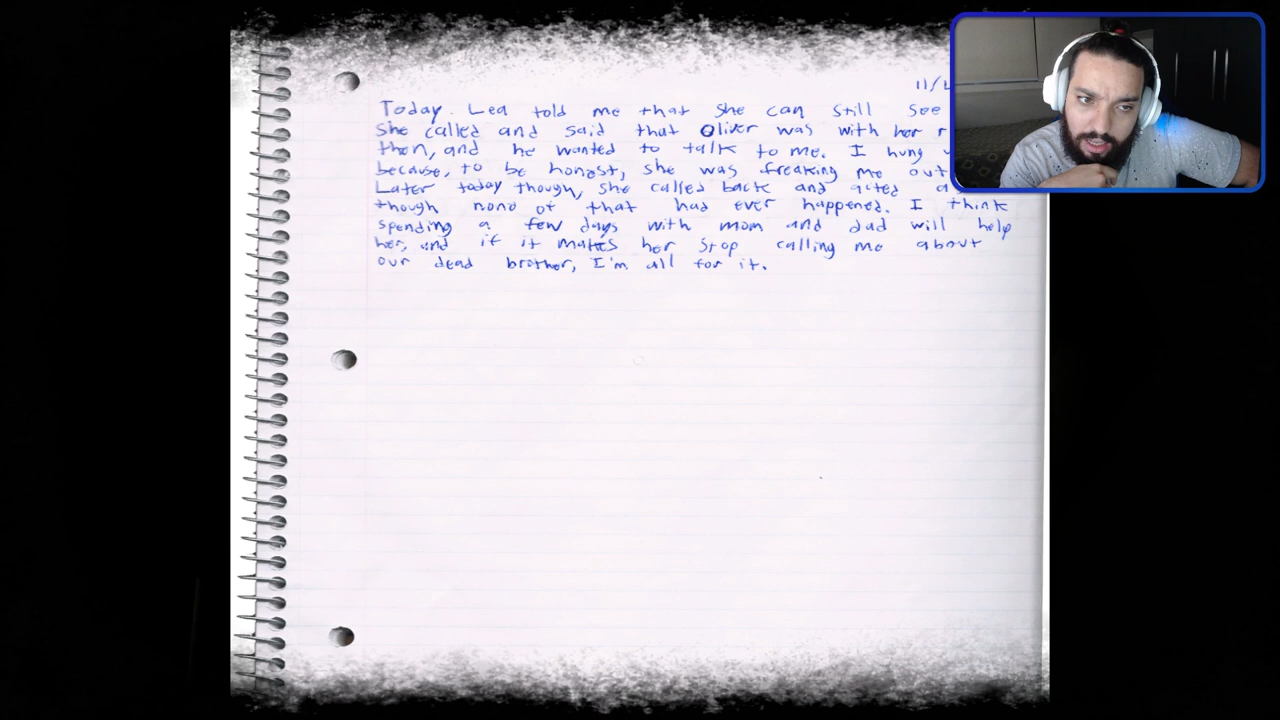 11/
Today. Lea told me that she can still see
She called and said that Oliver was with her
then, and he wanted to talk to me. I hung
because, to be honest, she was freaking me out
Later today though, she called back and acted
though none of that had ever happened. I think
spending a few days with mom and dad will help
her, and if it makes her stop calling me about
our dead brother, I'm all for it.